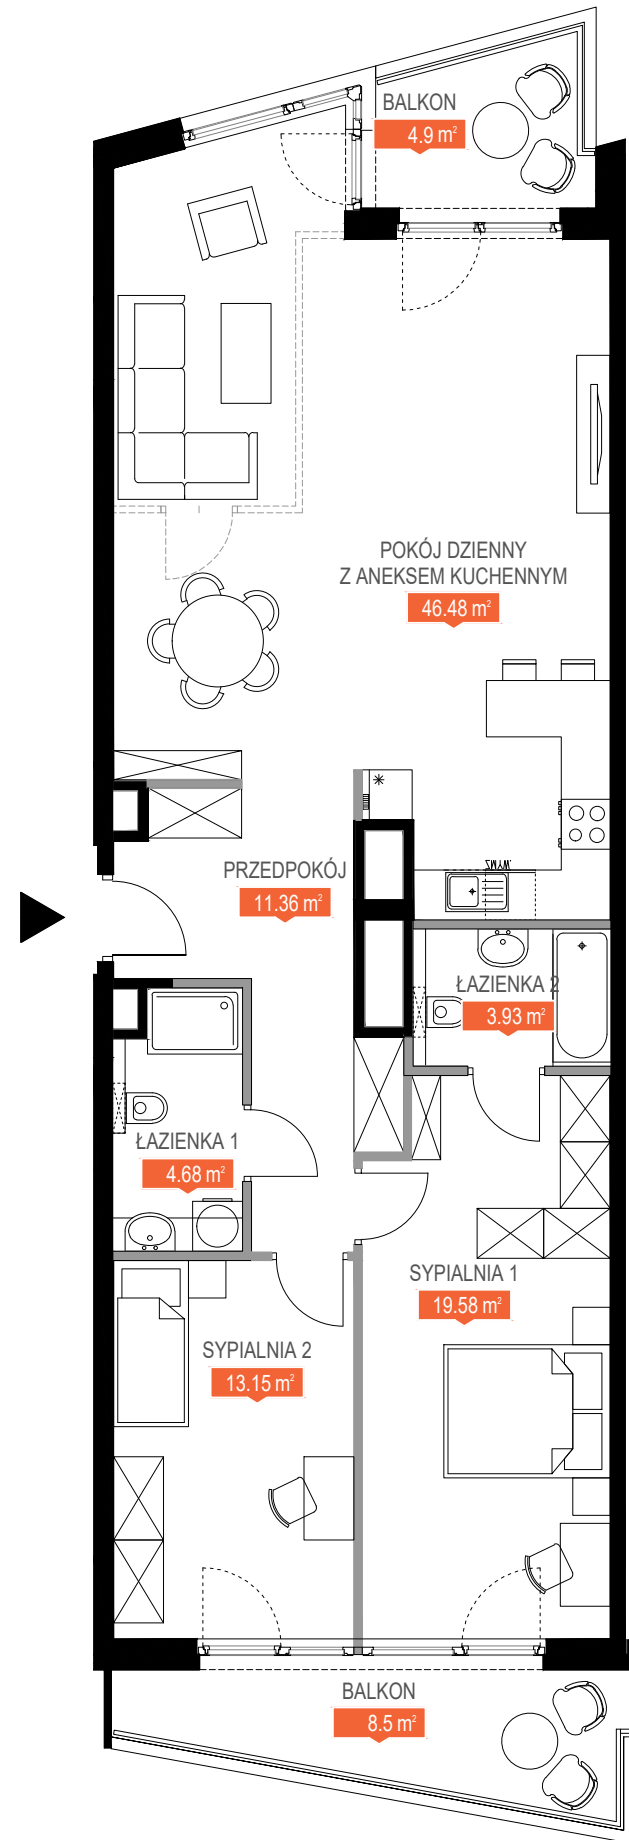 BALKON
4.9 m²
POKÓJ DZIENNY
Z ANEKSEM KUCHENNYM
46.48 m²
WYMZ.
PRZEDPOKÓJ
11.36 m²
ŁAZIENKA 2
3.93 m²
ŁAZIENKA 1
4.68 m²
SYPIALNIA 1
19.58 m²
SYPIALNIA 2
13.15 m²
BALKON
8.5 m²